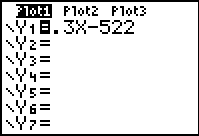 Plot1 Plot2 Plot3
\Y1=.3X-522
\Y2=
\Y3=
\Y4=
\Y5=
\Y6=
\Y7=